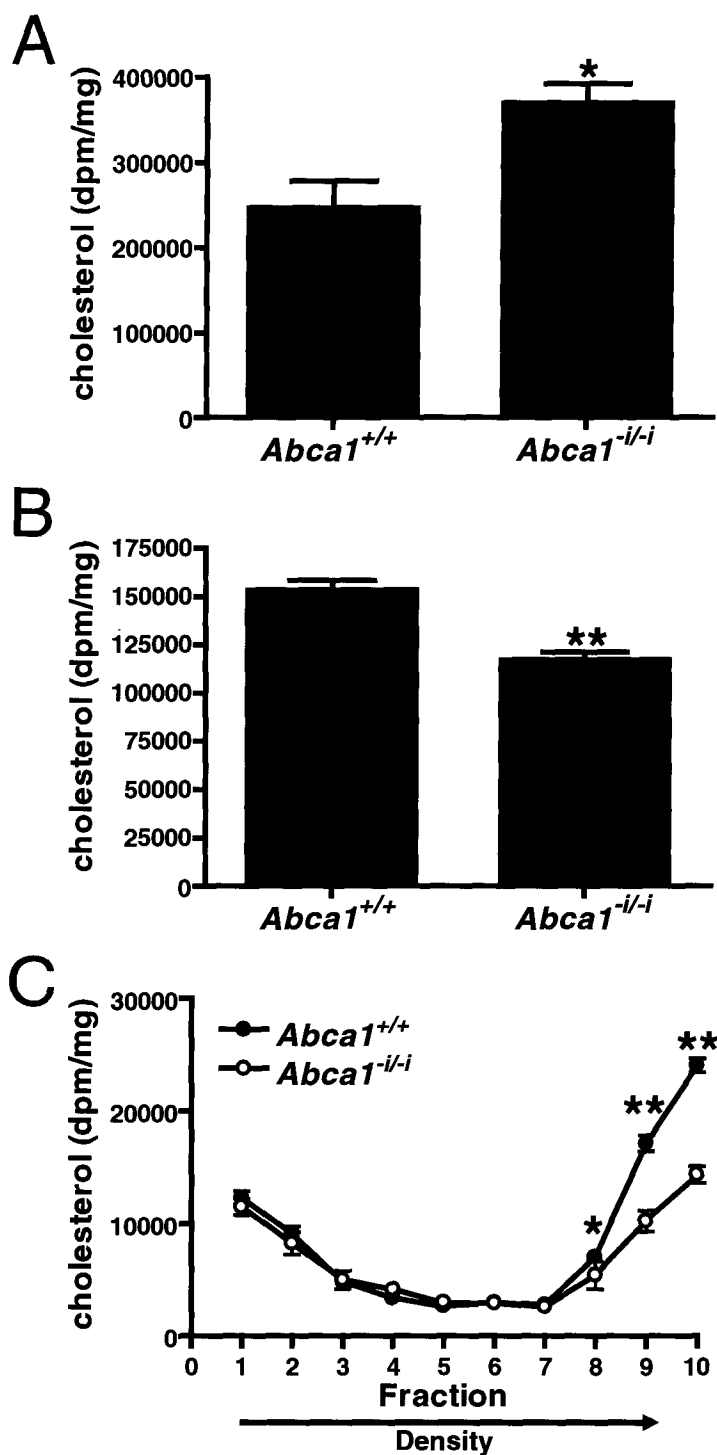 A
cholesterol (dpm/mg)
400000
300000
200000
100000
0
*
Abca1+/+
Abca1-i/-i
B
cholesterol (dpm/mg)
175000
150000
125000
100000
75000
50000
25000
0
**
Abca1+/+
Abca1-i/-i
C
cholesterol (dpm/mg)
30000
20000
10000
0
Abca1+/+
Abca1-i/-i
*
**
**
0 1 2 3 4 5 6 7 8 9 10
Fraction
Density